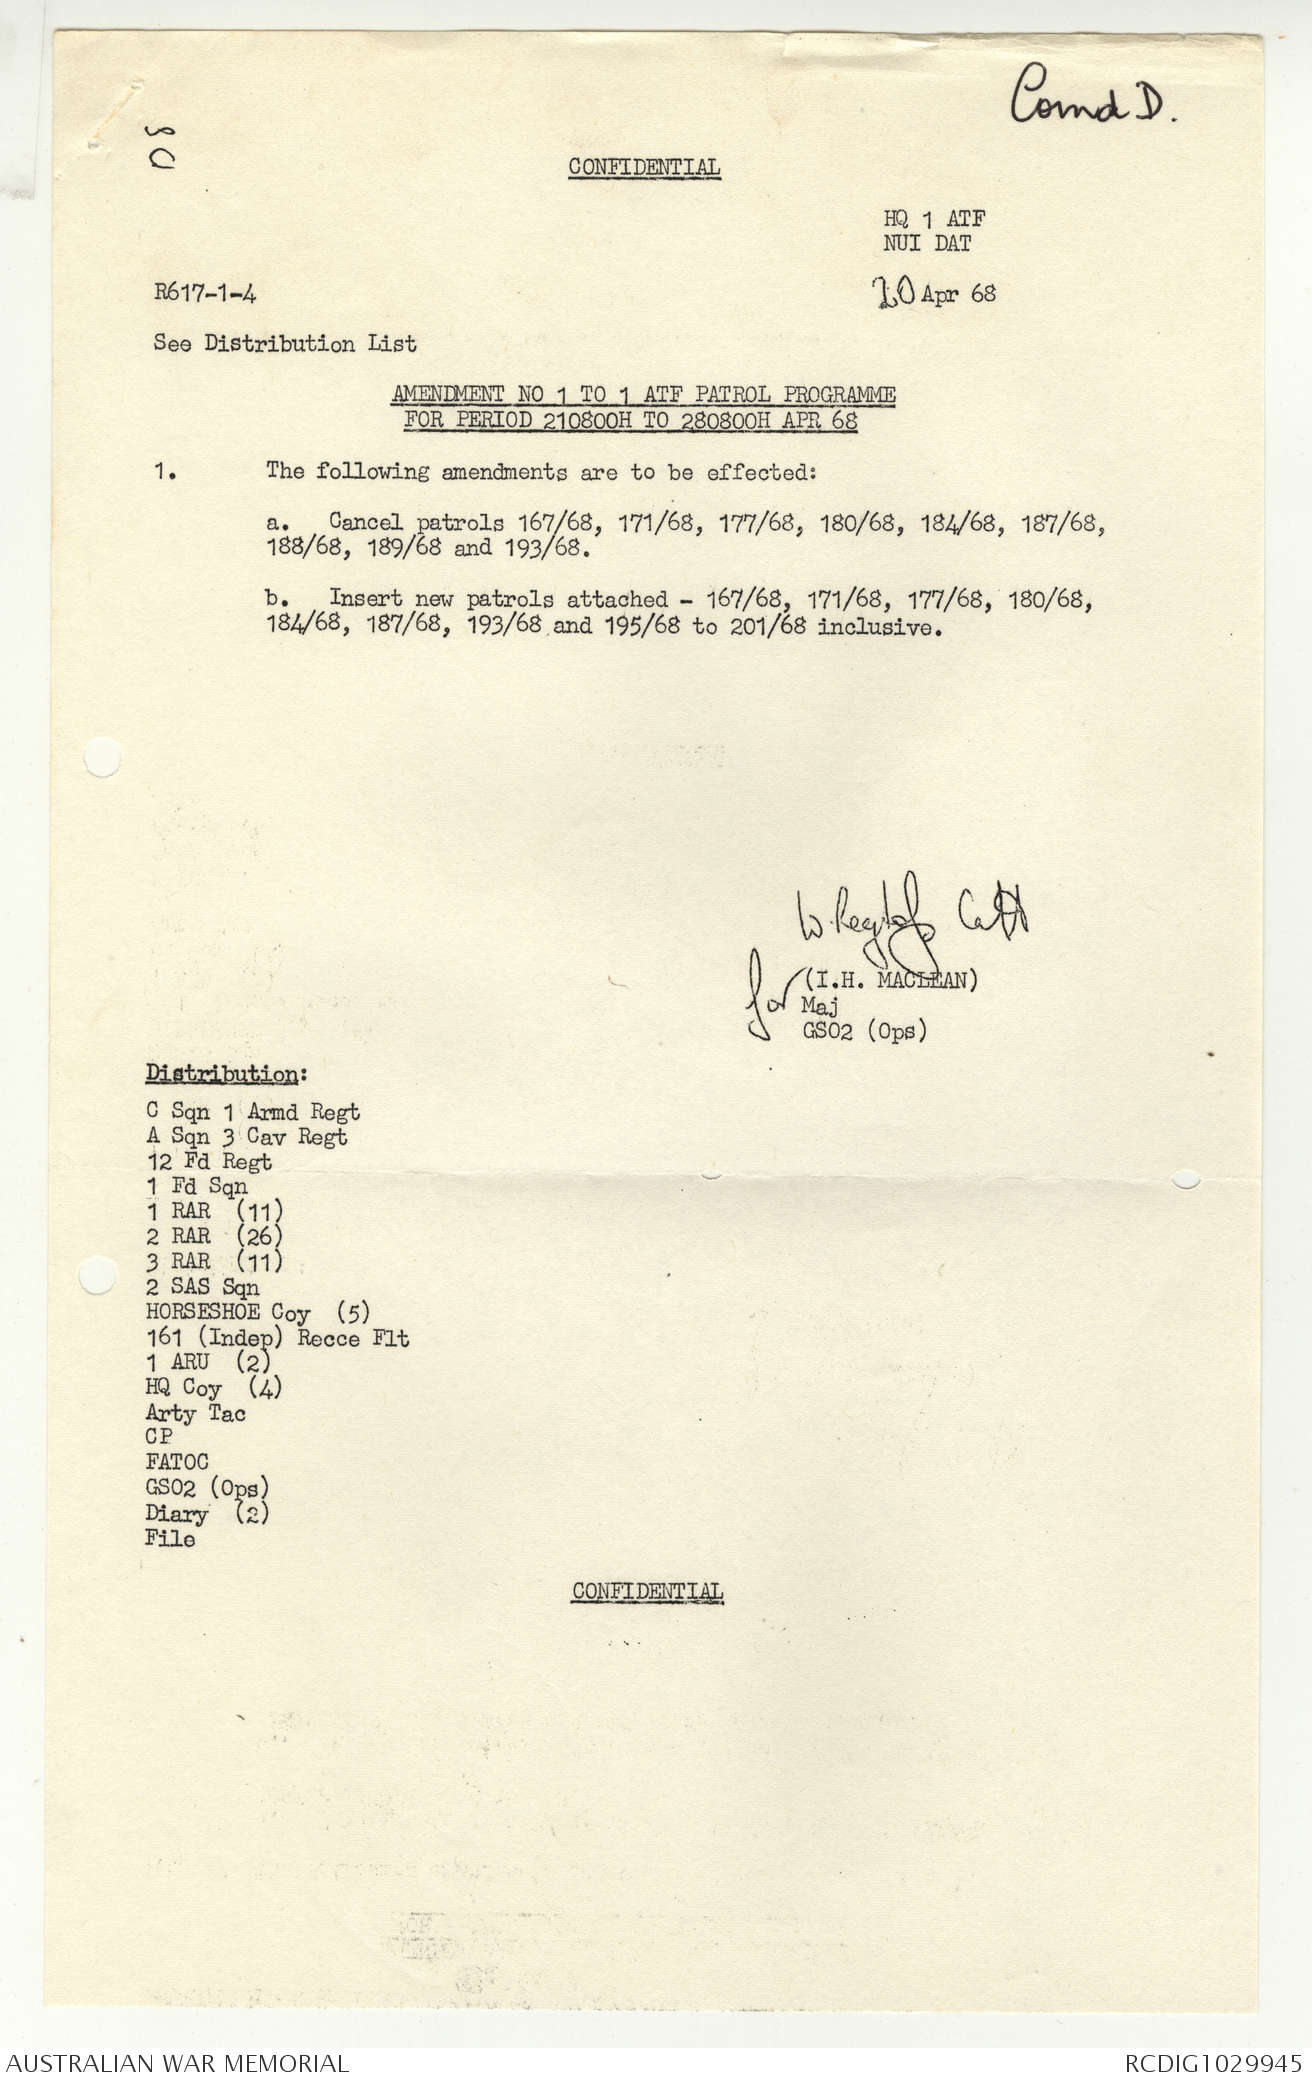 Comd D.
CONFIDENTIAL
HQ 1 ATF
NUI DAT
R617-1-4
20 Apr 68
See Distribution List
AMENDMENT NO 1 TO 1 ATF PATROL PROGRAMME
FOR PERIOD 210800H TO 280800H APR 68
1. The following amendments are to be effected:
a. Cancel patrols 167/68, 171/68, 177/68, 180/68, 184/68, 187/68,
188/68, 189/68 and 193/68.
b. Insert new patrols attached - 167/68, 171/68, 177/68, 180/68,
184/68, 187/68, 193/68 and 195/68 to 201/68 inclusive.
for (I.H. MACLEAN)
Maj
GSO2 (Ops)
Distribution:
C Sqn 1 Armd Regt
A Sqn 3 Cav Regt
12 Fd Regt
1 Fd Sqn
1 RAR (11)
2 RAR (26)
3 RAR (11)
2 SAS Sqn
HORSESHOE Coy (5)
161 (Indep) Recce Flt
1 ARU (2)
HQ Coy (4)
Arty Tac
CP
FATOC
GSO2 (Ops)
Diary (2)
File
CONFIDENTIAL
AUSTRALIAN WAR MEMORIAL
RCDIG1029945